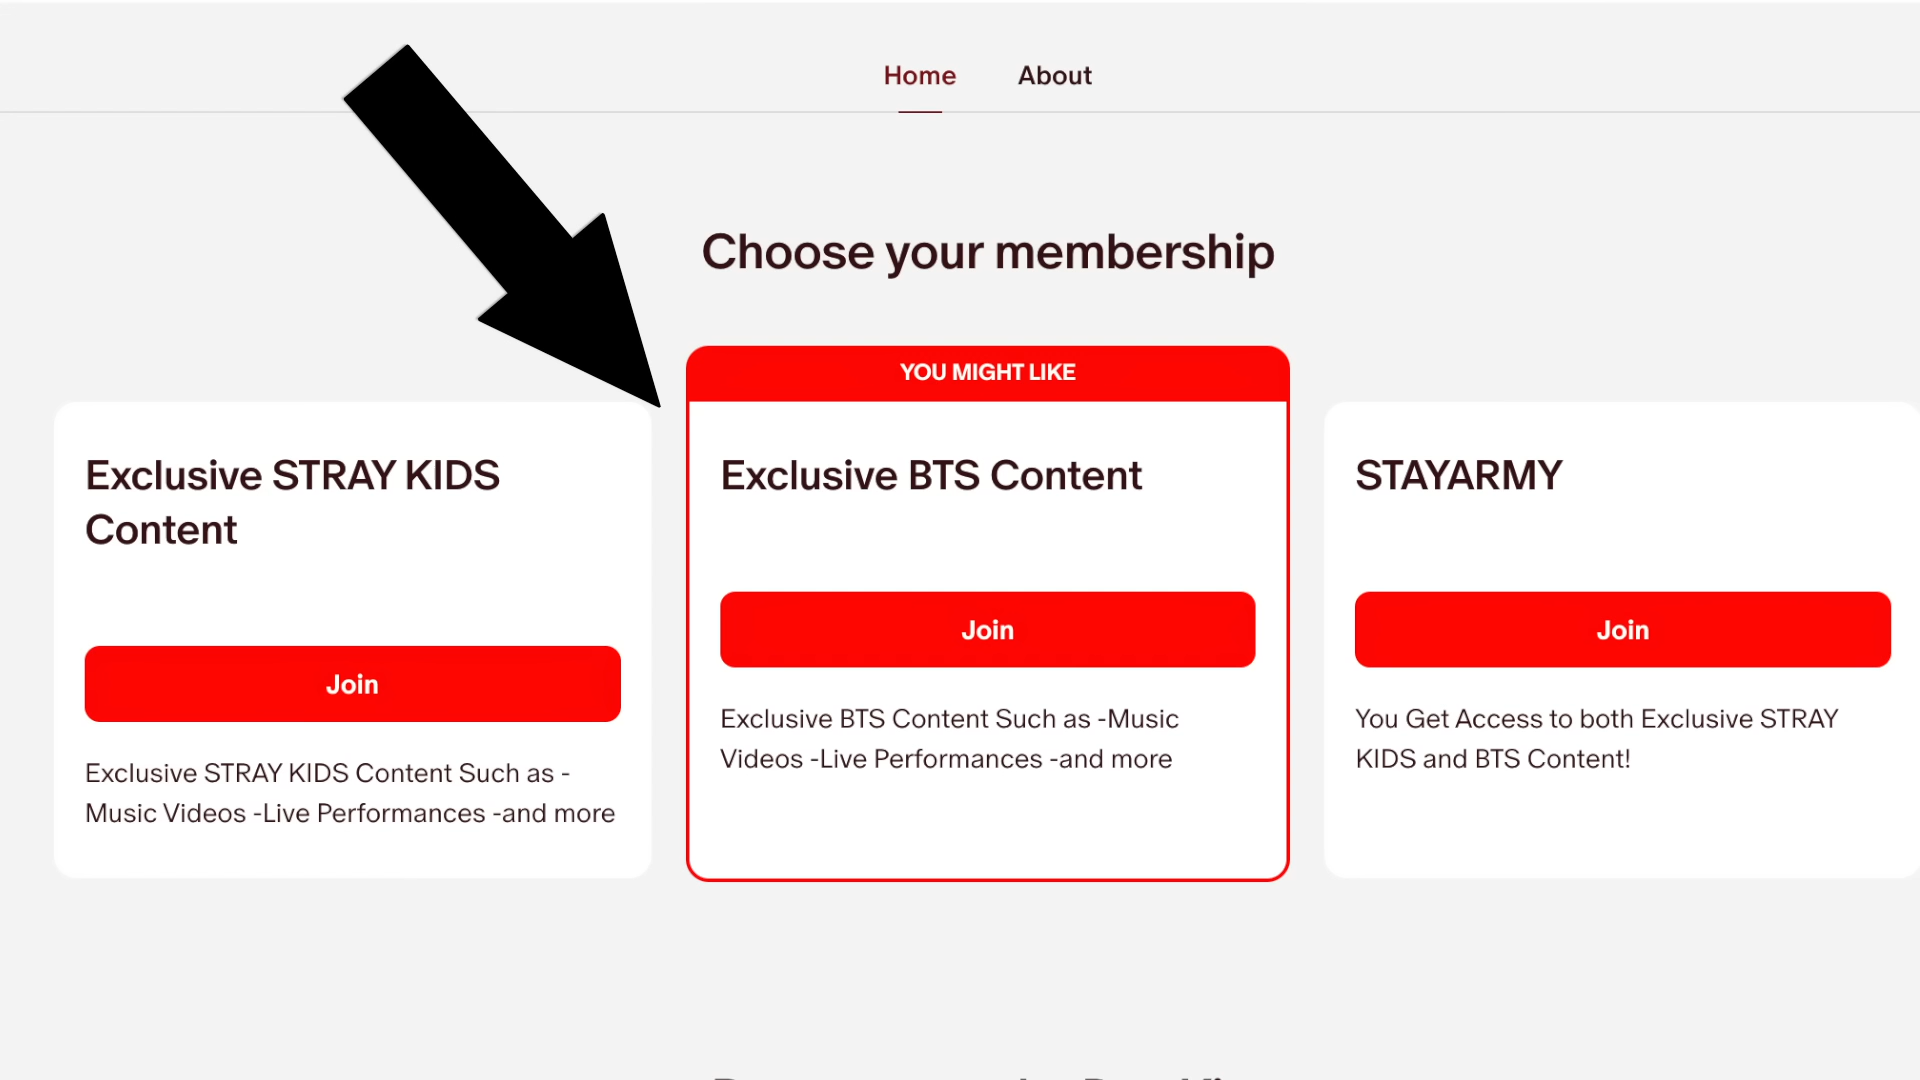 Home About
Choose your membership
Exclusive STRAY KIDS
Content
Join
Exclusive STRAY KIDS Content Such as -
Music Videos -Live Performances -and more
YOU MIGHT LIKE
Exclusive BTS Content
Join
Exclusive BTS Content Such as -Music
Videos -Live Performances -and more
STAYARMY
Join
You Get Access to both Exclusive STRAY
KIDS and BTS Content!